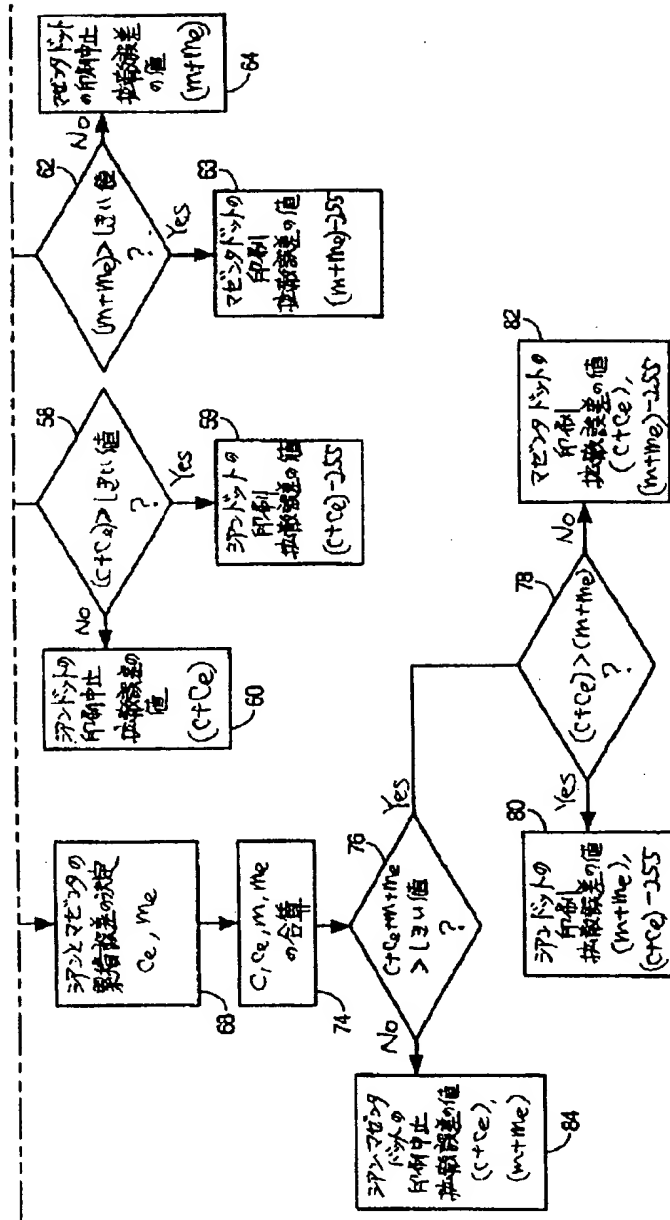 シアンとマゼンタの
累積誤差の決定
Ce, me
68
C, Ce, m, me
の合算
74
C+Ce+m+me
>しきい値
?
76
No
Yes
シアン・マゼンタ
ドットの
印刷中止
拡散誤差の値
(C+Ce),
(m+me)
84
(C+Ce)>(m+me)
?
78
Yes
No
シアンドットの
印刷
拡散誤差の値
(m+me),
(C+Ce)-255
80
マゼンタドットの
印刷
拡散誤差の値
(C+Ce),
(m+me)-255
82
シアンドットの
印刷中止
拡散誤差の
値
(C+Ce)
60
No
(C+Ce)>しきい値
?
58
Yes
シアンドットの
印刷
拡散誤差の値
(C+Ce)-255
59
(m+me)>しきい値
?
62
Yes
No
マゼンタドットの
印刷
拡散誤差の値
(m+me)-255
63
マゼンタドット
の印刷中止
拡散誤差
の値
(m+me)
64